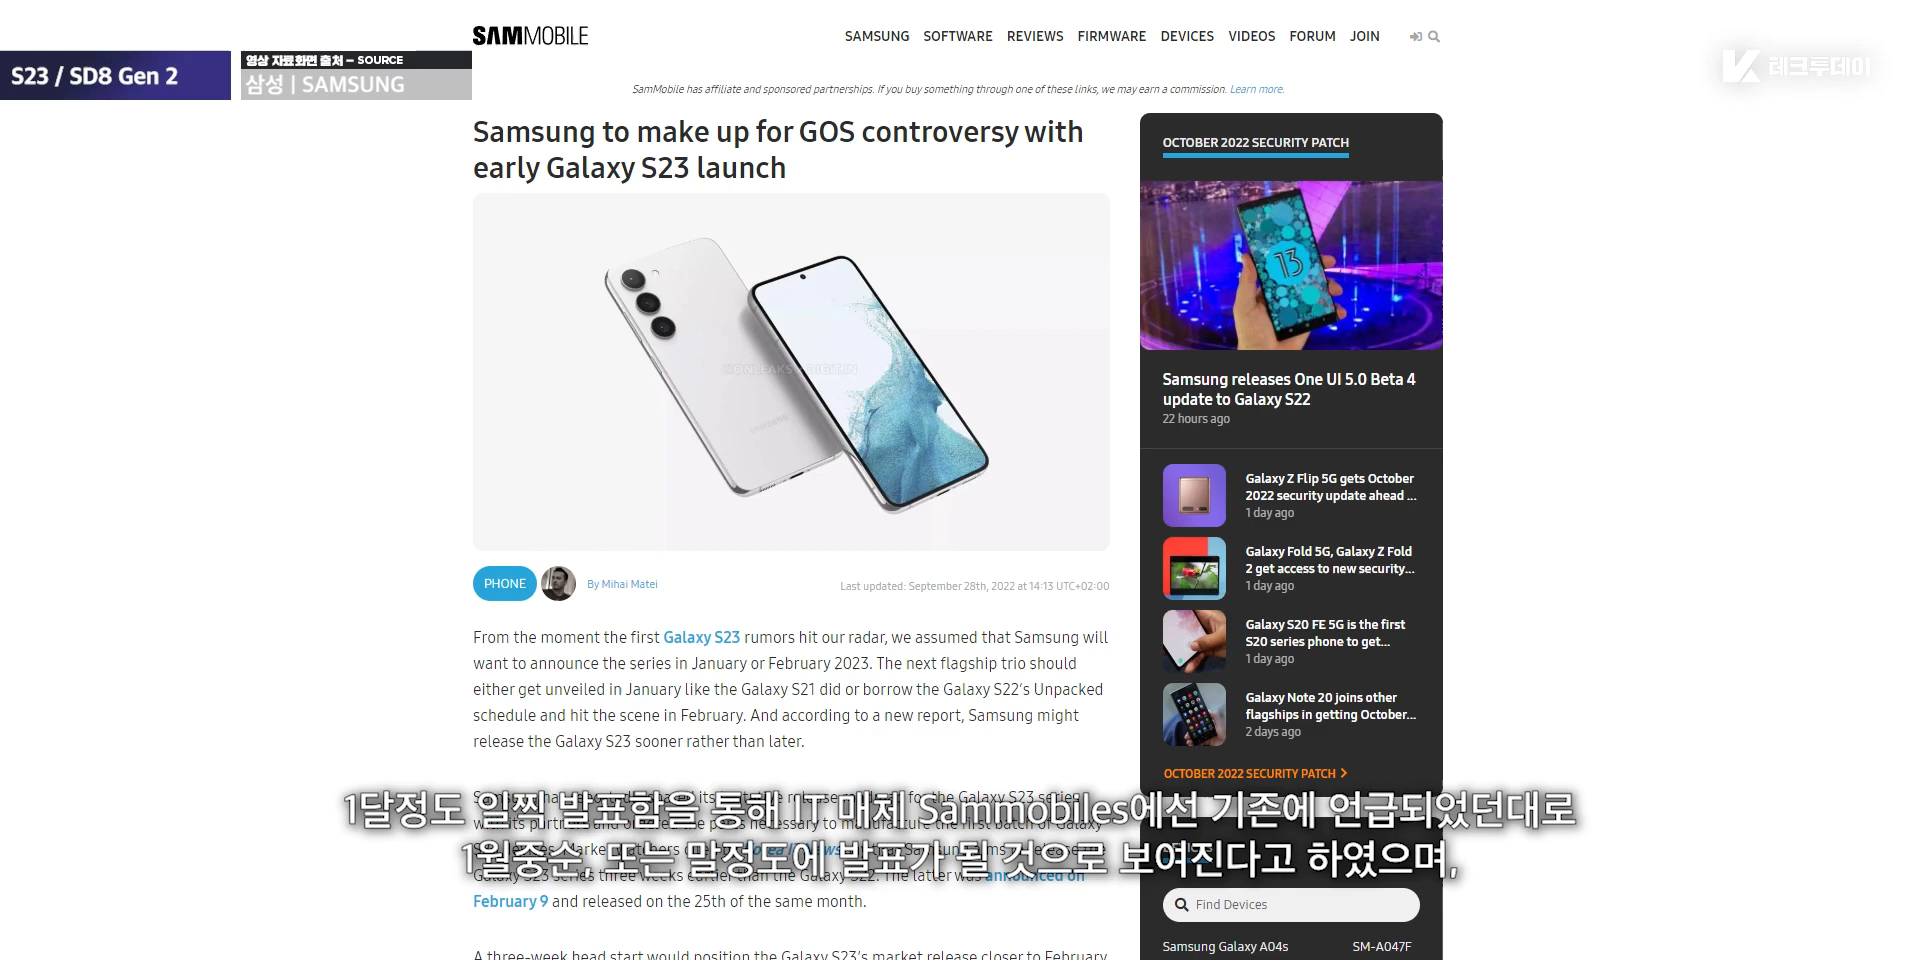 SAMMOBILE
SAMSUNG SOFTWARE REVIEWS FIRMWARE DEVICES VIDEOS FORUM JOIN
S23 / SD8 Gen 2
영상 자료화면 출처 – SOURCE
삼성 | SAMSUNG
테크투데이
SamMobile has affiliate and sponsored partnerships. If you buy something through one of these links, we may earn a commission. Learn more.
Samsung to make up for GOS controversy with
early Galaxy S23 launch
@ONLEAKS
DIGIT.IN
SAMSUNG
PHONE
By Mihai Matei
Last updated: September 28th, 2022 at 14:13 UTC+02:00
From the moment the first Galaxy S23 rumors hit our radar, we assumed that Samsung will
want to announce the series in January or February 2023. The next flagship trio should
either get unveiled in January like the Galaxy S21 did or borrow the Galaxy S22's Unpacked
schedule and hit the scene in February. And according to a new report, Samsung might
release the Galaxy S23 sooner rather than later.
for the Galaxy S23 series
Galaxy S23 series three weeks earlier than the Galaxy S22. The latter was announced on
February 9 and released on the 25th of the same month.
A three-week head start would position the Galaxy S23's market release closer to February
OCTOBER 2022 SECURITY PATCH
13
Samsung releases One UI 5.0 Beta 4
update to Galaxy S22
22 hours ago
Galaxy Z Flip 5G gets October
2022 security update ahead ...
1 day ago
Galaxy Fold 5G, Galaxy Z Fold
2 get access to new security...
1 day ago
Galaxy S20 FE 5G is the first
S20 series phone to get...
1 day ago
Galaxy Note 20 joins other
flagships in getting October...
2 days ago
OCTOBER 2022 SECURITY PATCH
Find Devices
Samsung Galaxy A04s SM-A047F
1달정도 일찍 발표함을 통해 IT 매체 Sammobiles에선 기존에 언급되었던대로
1월중순, 또는 말정도에 발표가 될 것으로 보여진다고 하였으며,